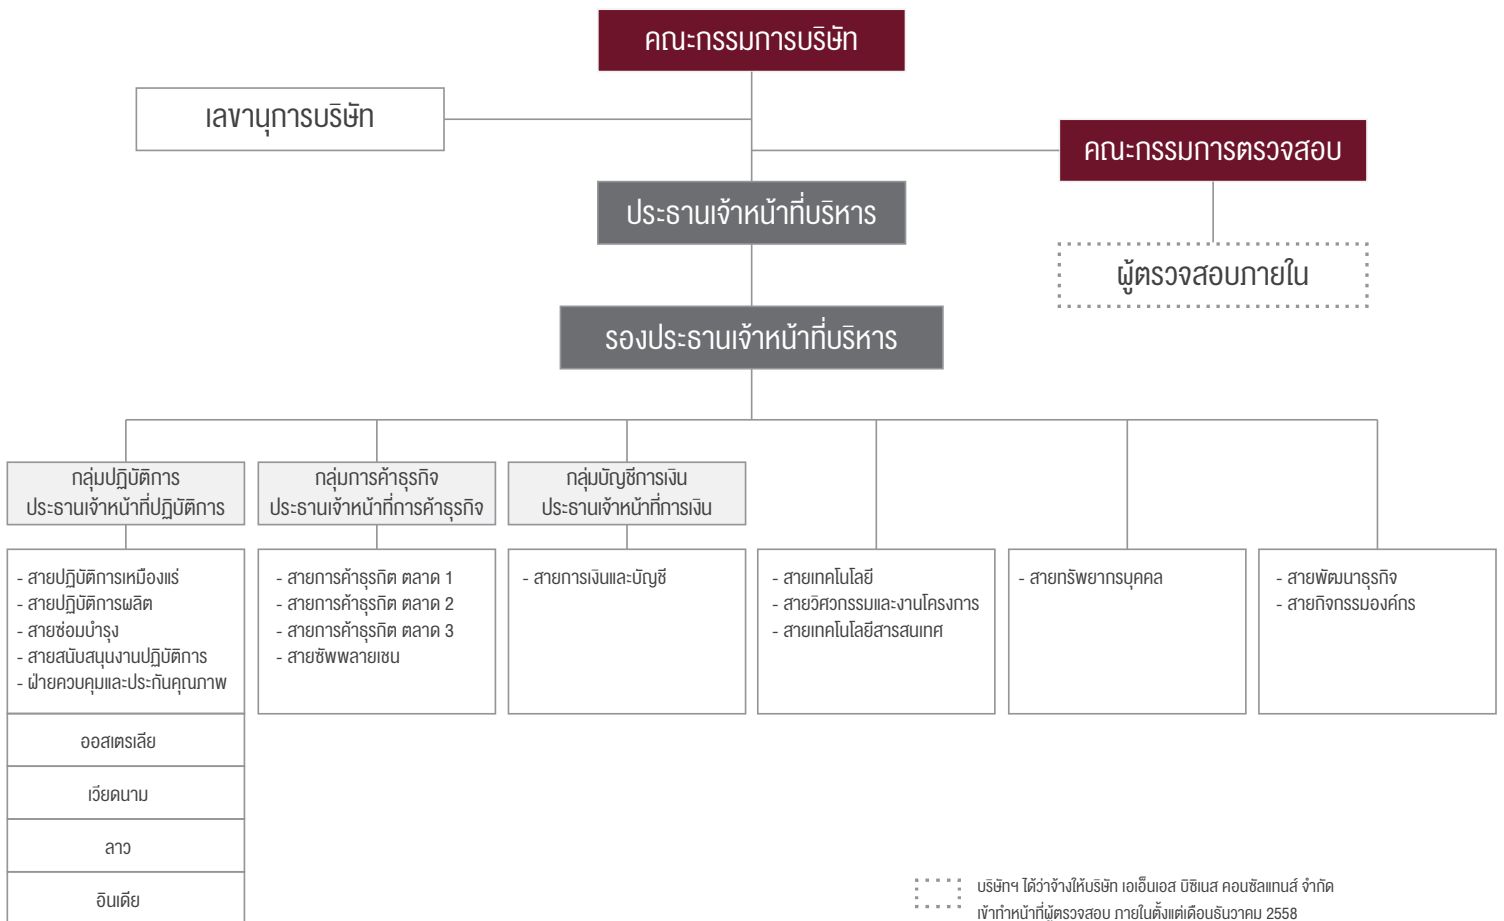 คณะกรรมการบริษัท
เลขานุการบริษัท
คณะกรรมการตรวจสอบ
ประธานเจ้าหน้าที่บริหาร
ผู้ตรวจสอบภายใน
รองประธานเจ้าหน้าที่บริหาร
กลุ่มปฏิบัติการ
ประธานเจ้าหน้าที่ปฏิบัติการ
กลุ่มการค้าธุรกิจ
ประธานเจ้าหน้าที่การค้าธุรกิจ
กลุ่มบัญชีการเงิน
ประธานเจ้าหน้าที่การเงิน
- สายปฏิบัติการเหมืองแร่
- สายปฏิบัติการผลิต
- สายซ่อมบำรุง
- สายสนับสนุนงานปฏิบัติการ
- ฝ่ายควบคุมและประกันคุณภาพ
- สายการค้าธุรกิต ตลาด 1
- สายการค้าธุรกิต ตลาด 2
- สายการค้าธุรกิต ตลาด 3
- สายซัพพลายเชน
- สายการเงินและบัญชี
- สายเทคโนโลยี
- สายวิศวกรรมและงานโครงการ
- สายเทคโนโลยีสารสนเทศ
- สายทรัพยากรบุคคล
- สายพัฒนาธุรกิจ
- สายกิจกรรมองค์กร
ออสเตรเลีย
เวียดนาม
ลาว
อินเดีย
บริษัทฯ ได้ว่าจ้างให้บริษัท เอเอ็นเอส บิซิเนส คอนซัลแทนส์ จำกัด
เข้าทำหน้าที่ผู้ตรวจสอบ ภายในตั้งแต่เดือนธันวาคม 2558